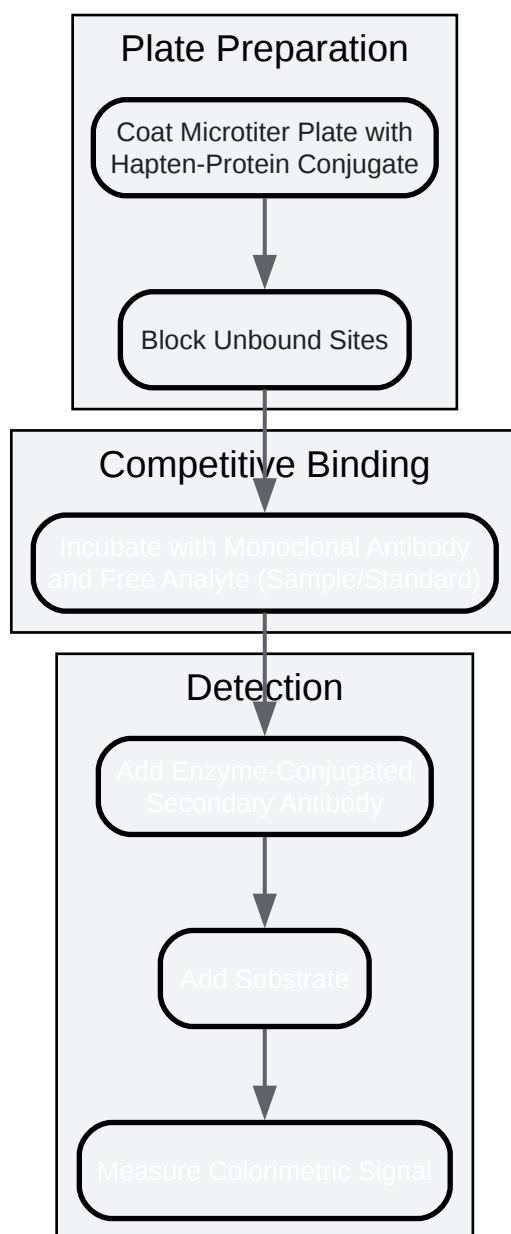 Plate Preparation
Coat Microtiter Plate with
Hapten-Protein Conjugate
Block Unbound Sites
Competitive Binding
Incubate with Monoclonal Antibody
and Free Analyte (Sample/Standard)
Detection
Add Enzyme-Conjugated
Secondary Antibody
Add Substrate
Measure Colorimetric Signal